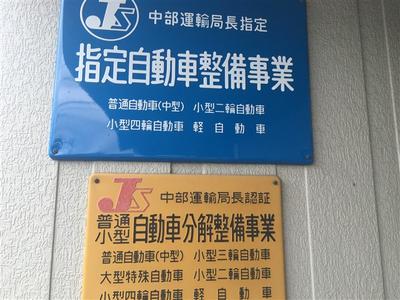 JS 中部運輸局長指定
指定自動車整備事業
普通自動車(中型) 小型二輪自動車
小型四輪自動車 軽自動車
JS 中部運輸局長認証
普通小型 自動車分解整備事業
普通自動車(中型) 小型三輪自動車
大型特殊自動車 小型二輪自動車
小型四輪自動車 軽自動車